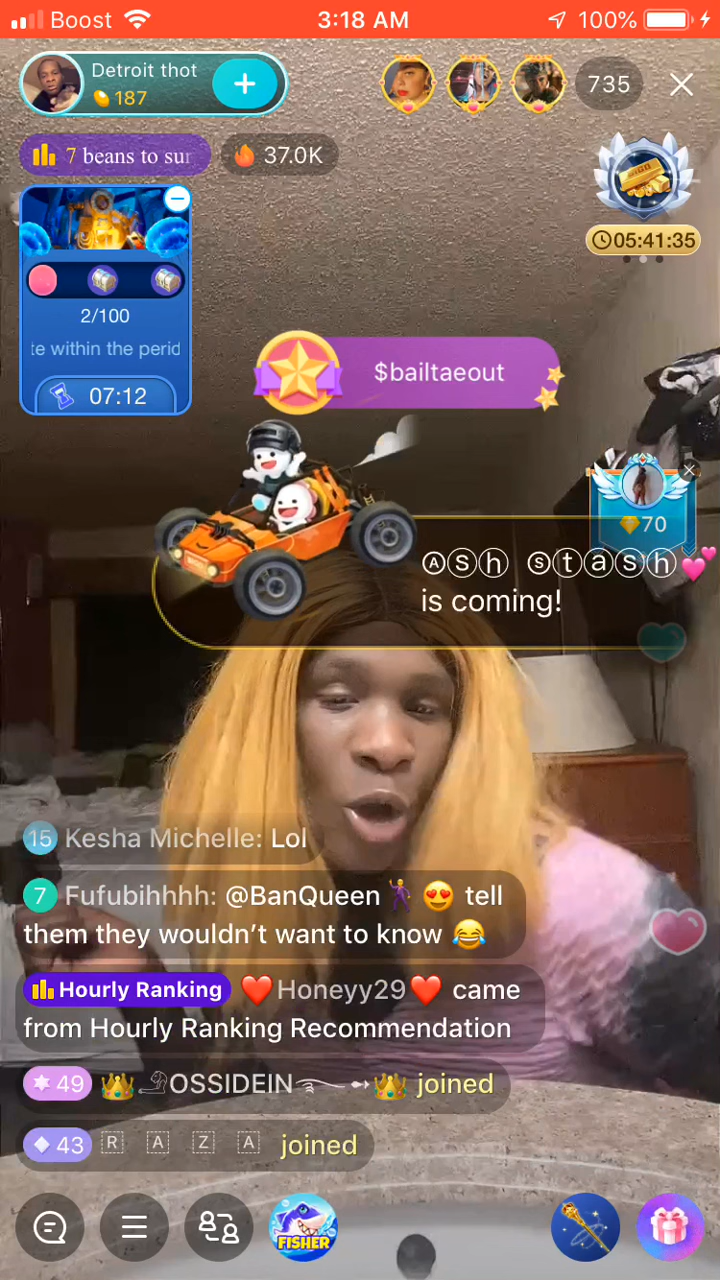 Boost 3:18 AM 100%
Detroit thot
187
735
7 beans to sur
37.0K
05:41:35
2/100
te within the perio
07:12
$bailtaeout
70
Ⓐⓢⓗ ⓢⓣⓐⓢⓗ💕
is coming!
15 Kesha Michelle: Lol
7 Fufubihhhh: @BanQueen 🕺 😍 tell
them they wouldn’t want to know 😂
Hourly Ranking ❤️Honeyy29❤️ came
from Hourly Ranking Recommendation
49 👑OSSIDEIN👑 joined
43 🅁 🄰 🅉 🄰 joined
FISHER